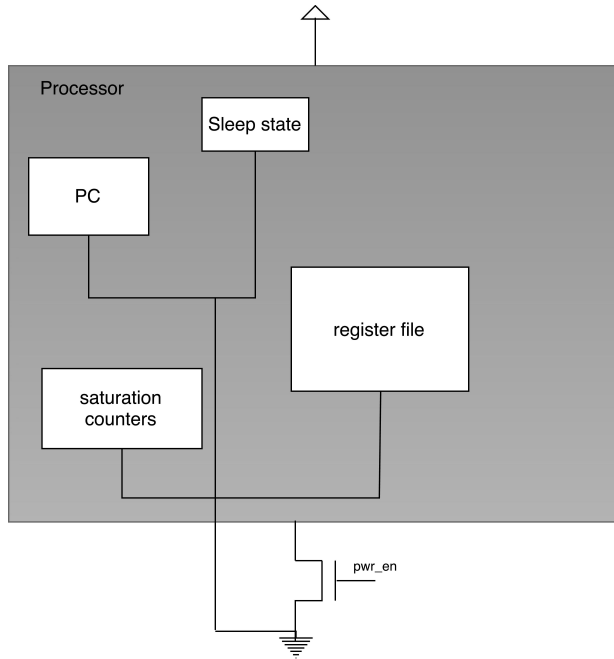 Processor
Sleep state
PC
register file
saturation
counters
pwr_en